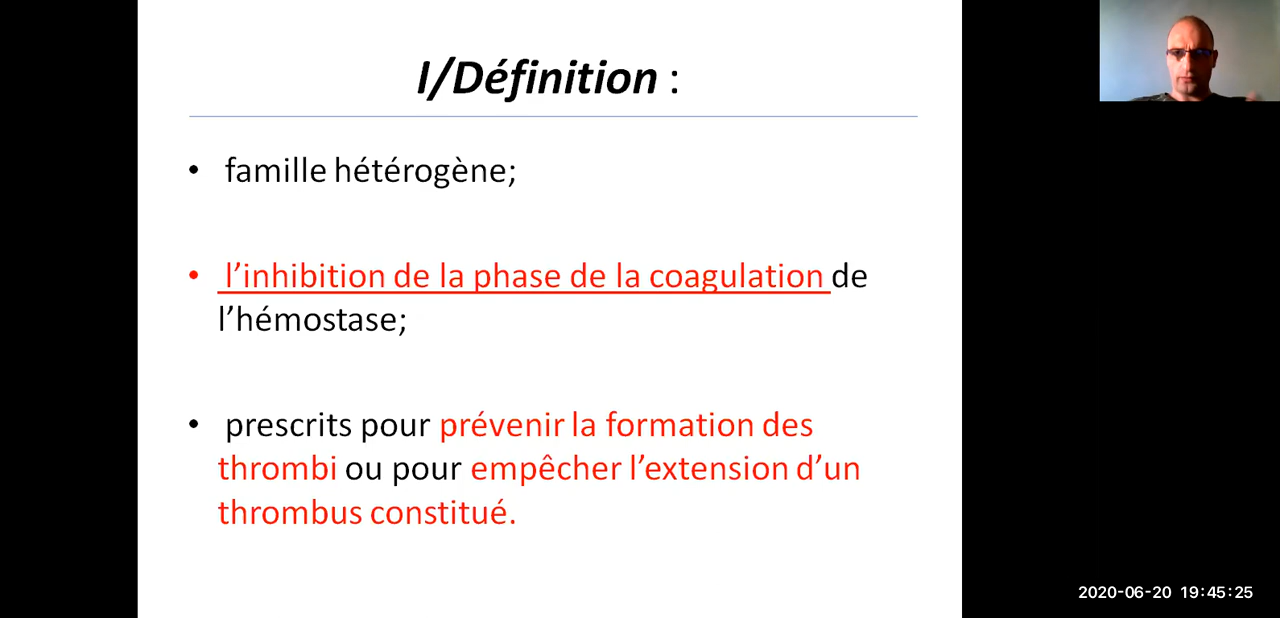 I/Définition :
• famille hétérogène;
• l’inhibition de la phase de la coagulation de
l’hémostase;
• prescrits pour prévenir la formation des
thrombi ou pour empêcher l’extension d’un
thrombus constitué.
2020-06-20 19:45:25